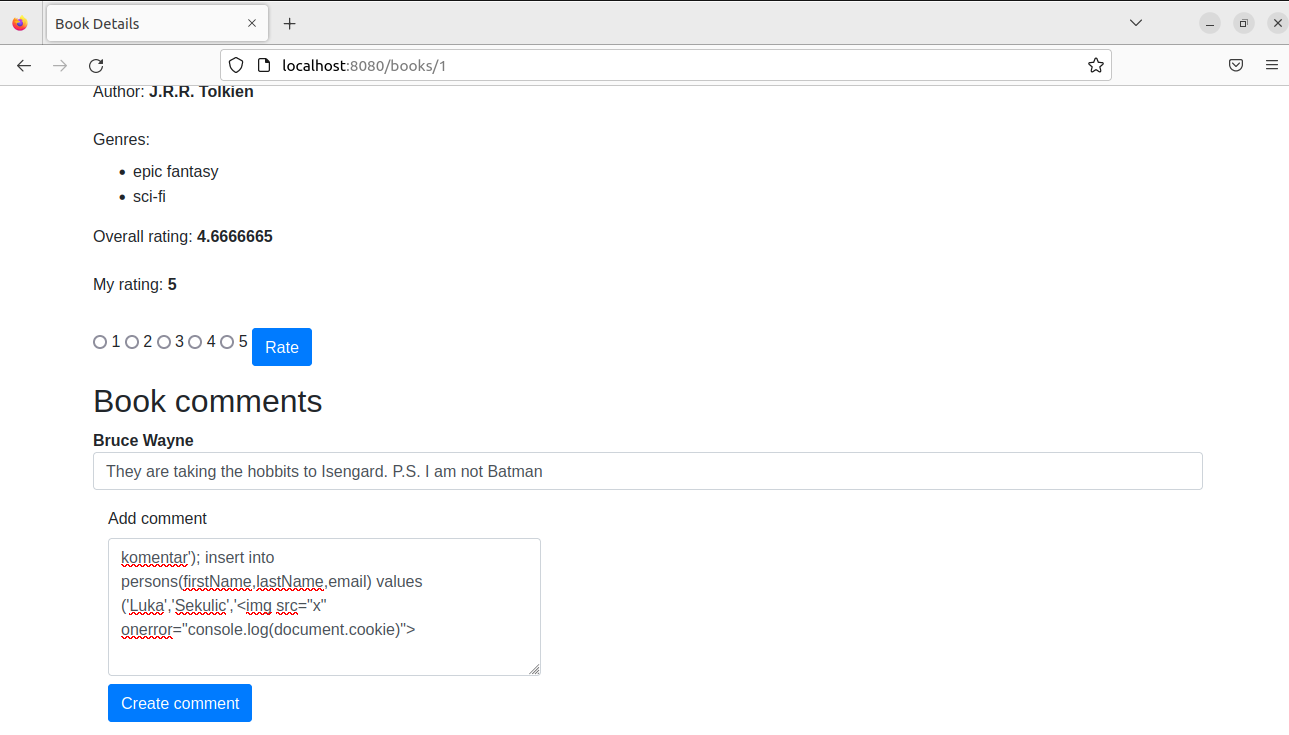 Book Details
localhost:8080/books/1
Author: J.R.R. Tolkien
Genres:
epic fantasy
sci-fi
Overall rating: 4.6666665
My rating: 5
1 2 3 4 5 Rate
Book comments
Bruce Wayne
They are taking the hobbits to Isengard. P.S. I am not Batman
Add comment
komentar'); insert into
persons(firstName,lastName,email) values
('Luka','Sekulic','<img src="x"
onerror="console.log(document.cookie)">
Create comment